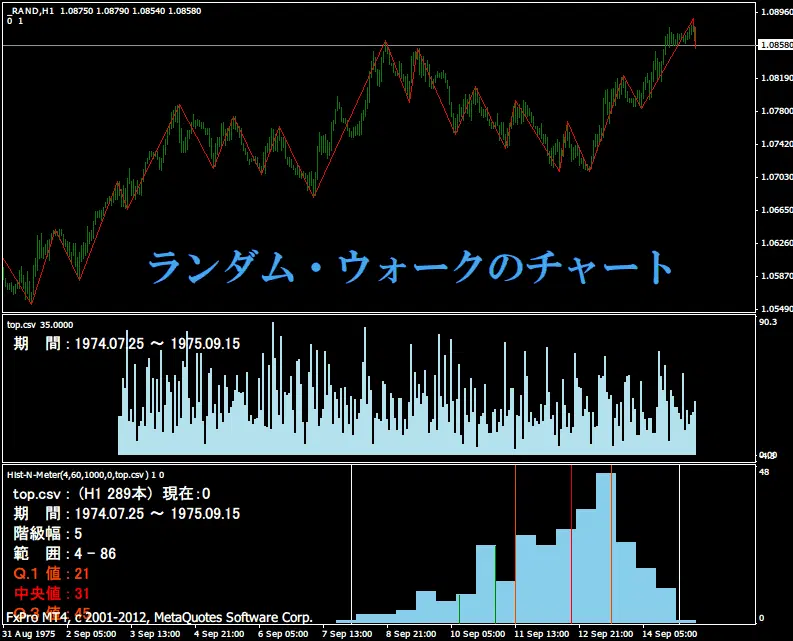 _RAND,H1 1.08750 1.08790 1.08540 1.08580
0 1
1.08960
1.08580
1.08190
1.07800
1.07420
1.07030
1.06650
1.06260
1.05870
1.05490
ランダム・ウォークのチャート
top.csv 35.0000
期 間 : 1974.07.25 ～ 1975.09.15
90.3
Hist-N-Meter(4,60,1000,0,top.csv) 1 0
top.csv : (H1 289本) 現在 : 0
期 間 : 1974.07.25 ～ 1975.09.15
階級幅 : 5
範 囲 : 4 - 86
Q.1 値 : 21
中央値 : 31
Q.3 値 : 45
FxPro MT4, c 2001-2012, MetaQuotes Software Corp.
48
0
31 Aug 1975 2 Sep 05:00 3 Sep 13:00 4 Sep 21:00 6 Sep 05:00 7 Sep 13:00 8 Sep 21:00 10 Sep 05:00 11 Sep 13:00 12 Sep 21:00 14 Sep 05:00